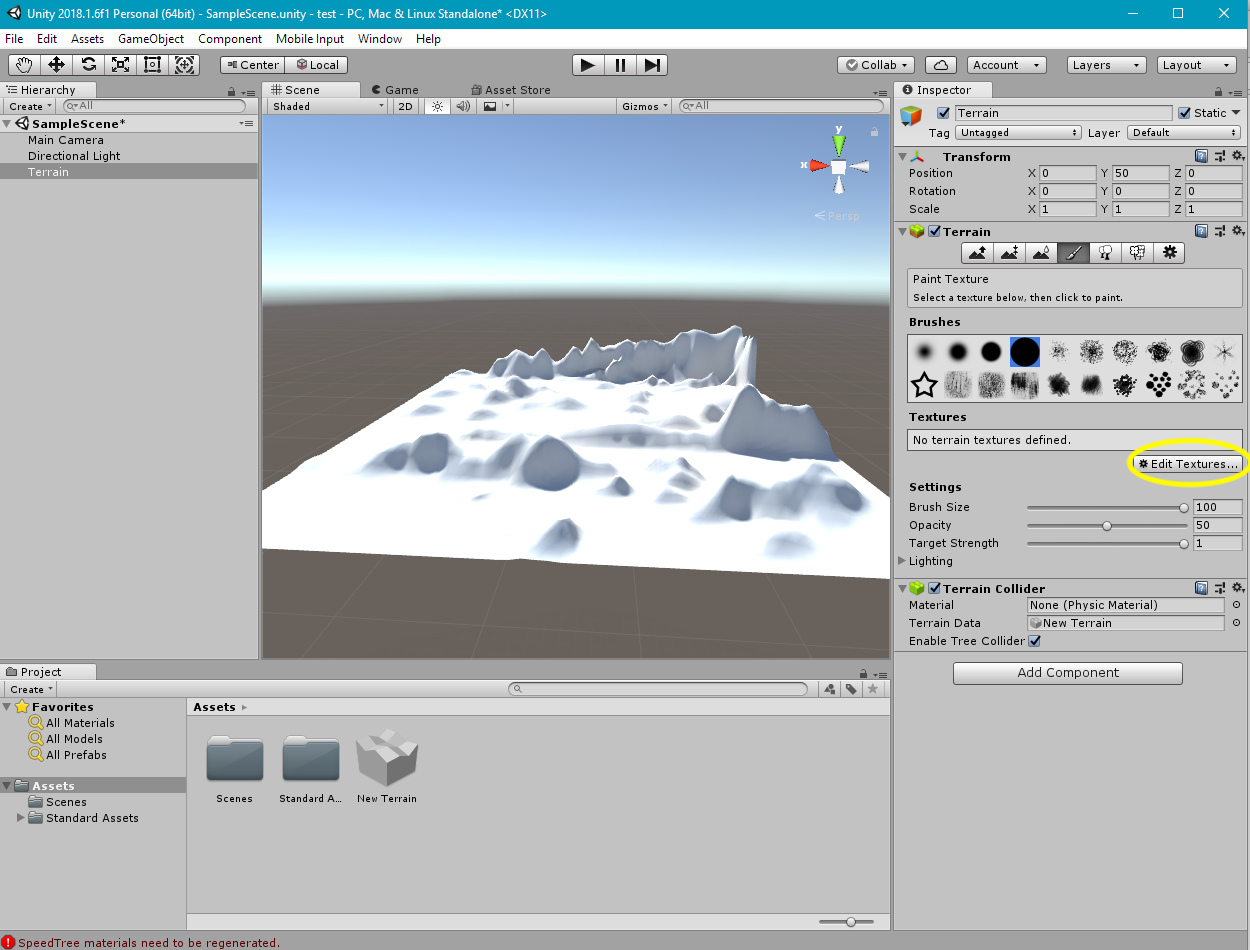 Unity 2018.1.6f1 Personal (64bit) - SampleScene.unity - test - PC, Mac & Linux Standalone* <DX11>
File Edit Assets GameObject Component Mobile Input Window Help
Center Local Collab Account Layers Layout
Hierarchy
Create All
SampleScene*
Main Camera
Directional Light
Terrain
Scene Game Asset Store
Shaded 2D Gizmos All
y
x
Persp
Inspector
Terrain Static
Tag Untagged Layer Default
Transform
Position X 0 Y 50 Z 0
Rotation X 0 Y 0 Z 0
Scale X 1 Y 1 Z 1
Terrain
Paint Texture
Select a texture below, then click to paint.
Brushes
Textures
No terrain textures defined.
Edit Textures...
Settings
Brush Size 100
Opacity 50
Target Strength 1
Lighting
Terrain Collider
Material None (Physic Material)
Terrain Data New Terrain
Enable Tree Collider
Add Component
Project
Create
Favorites
All Materials
All Models
All Prefabs
Assets
Scenes
Standard Assets
Assets
Scenes Standard A... New Terrain
SpeedTree materials need to be regenerated.